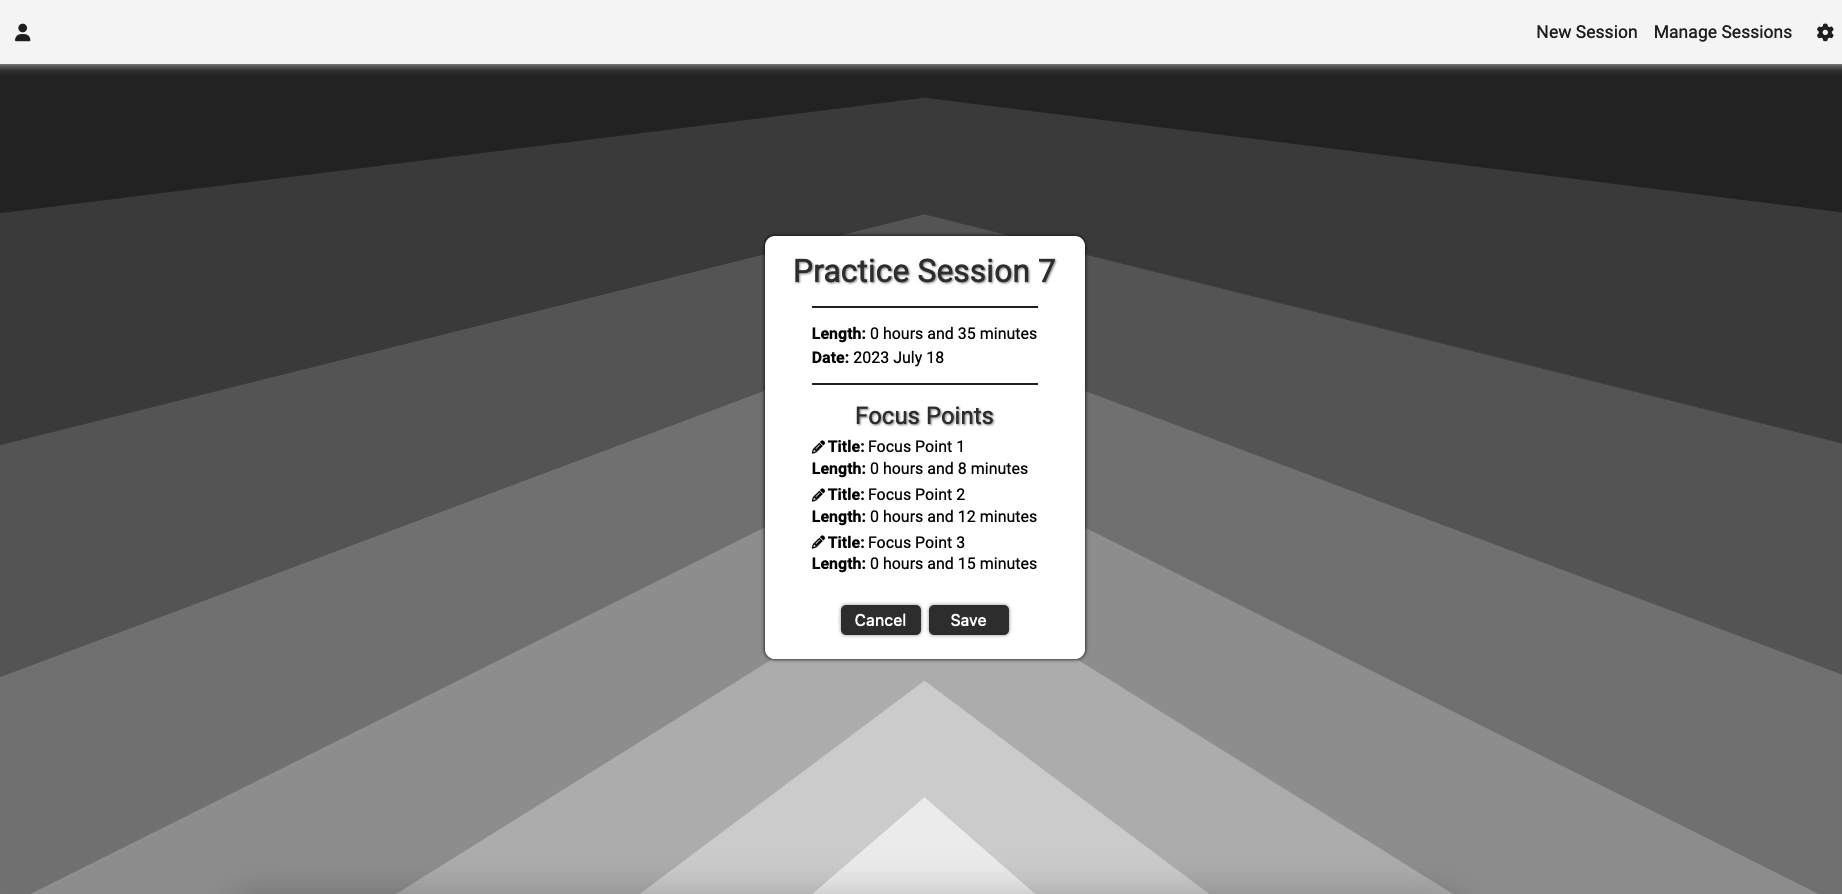 New Session Manage Sessions
Practice Session 7
Length: 0 hours and 35 minutes
Date: 2023 July 18
Focus Points
Title: Focus Point 1
Length: 0 hours and 8 minutes
Title: Focus Point 2
Length: 0 hours and 12 minutes
Title: Focus Point 3
Length: 0 hours and 15 minutes
Cancel Save